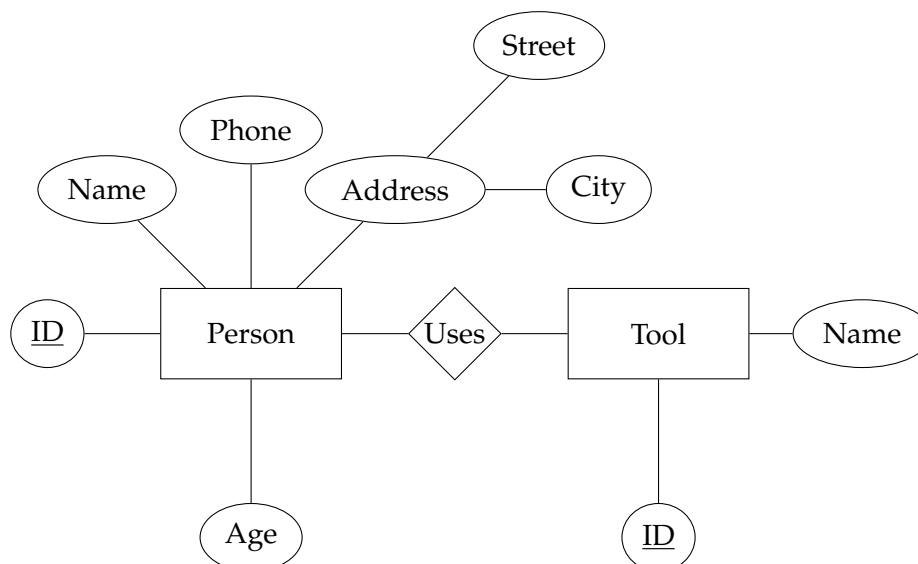 Street
Phone
Name
Address
City
ID
Person
Uses
Tool
Name
Age
ID